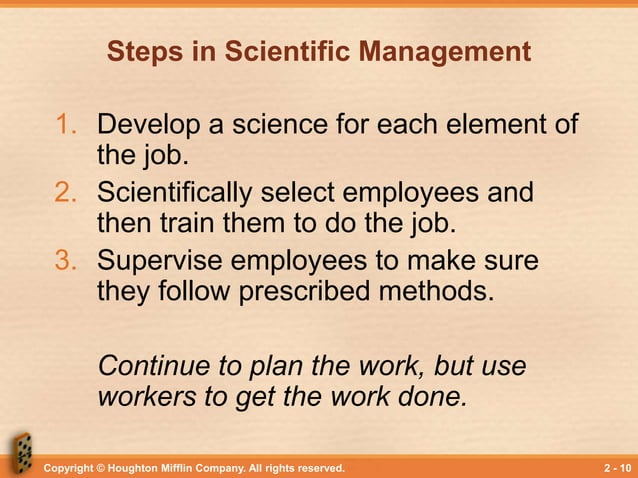 Steps in Scientific Management
1. Develop a science for each element of
the job.
2. Scientifically select employees and
then train them to do the job.
3. Supervise employees to make sure
they follow prescribed methods.
Continue to plan the work, but use
workers to get the work done.
Copyright © Houghton Mifflin Company. All rights reserved. 2 - 10